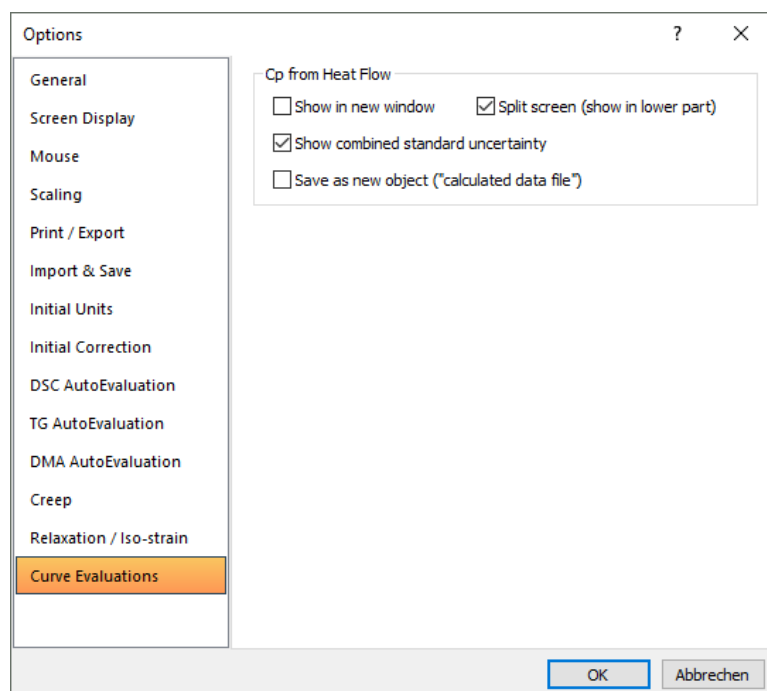 Options
?
General
Screen Display
Mouse
Scaling
Print / Export
Import & Save
Initial Units
Initial Correction
DSC AutoEvaluation
TG AutoEvaluation
DMA AutoEvaluation
Creep
Relaxation / Iso-strain
Curve Evaluations
Cp from Heat Flow
Show in new window
Split screen (show in lower part)
Show combined standard uncertainty
Save as new object ("calculated data file")
OK
Abbrechen